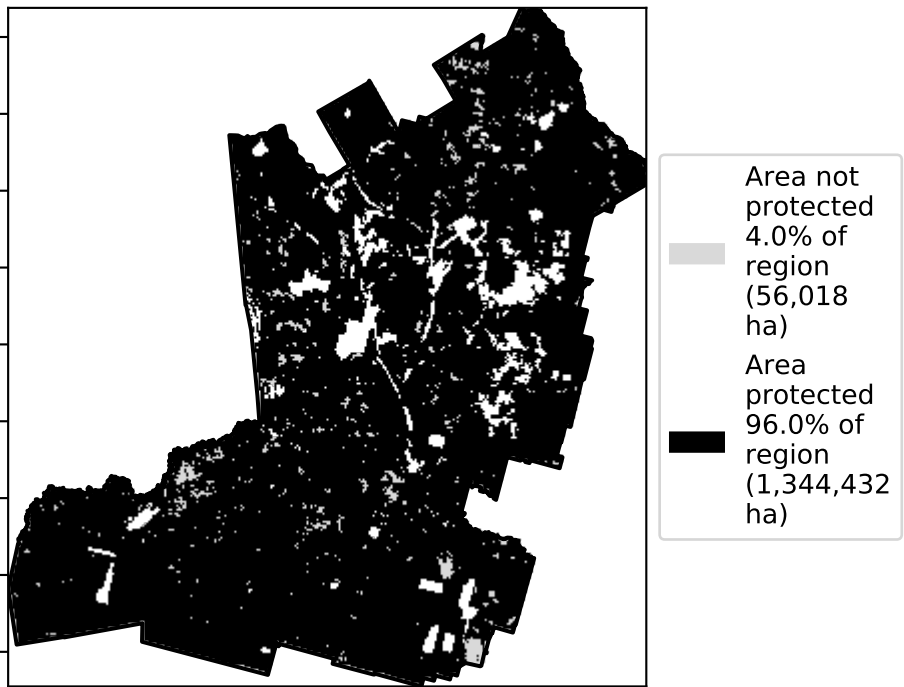 Area not
protected
4.0% of
region
(56,018
ha)
Area
protected
96.0% of
region
(1,344,432
ha)